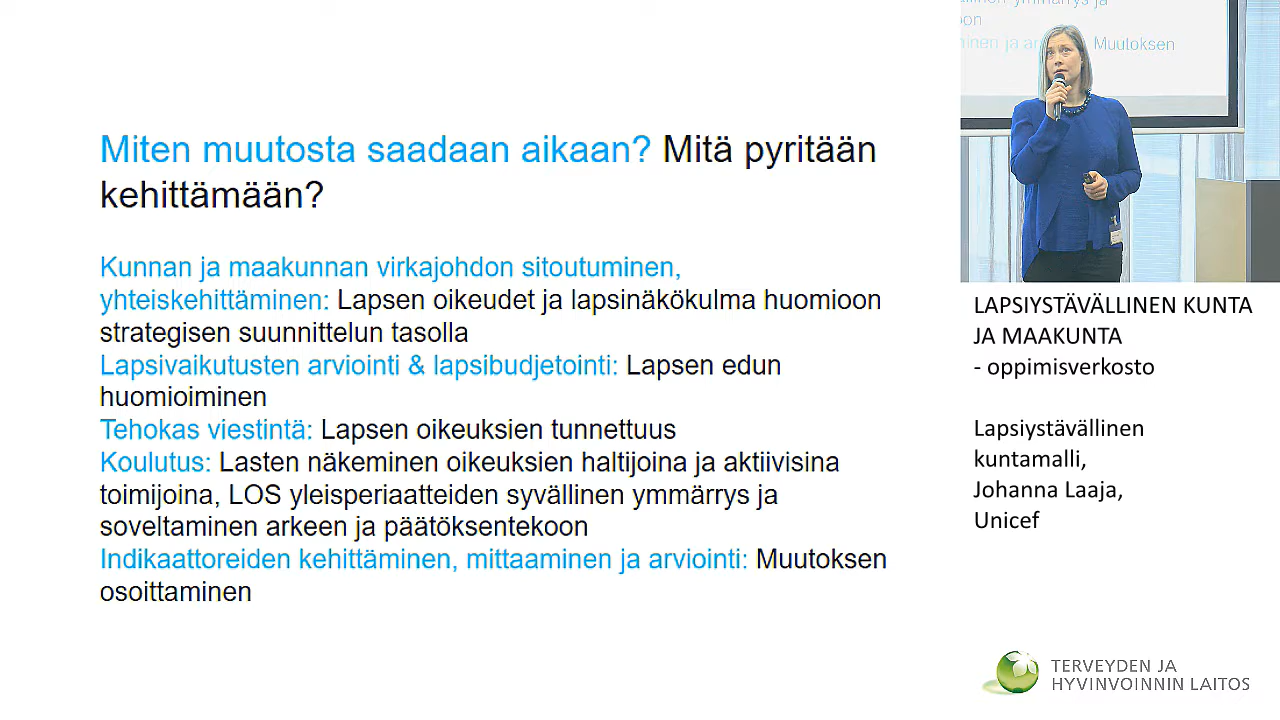 Miten muutosta saadaan aikaan? Mitä pyritään
kehittämään?
Kunnan ja maakunnan virkajohdon sitoutuminen,
yhteiskehittäminen: Lapsen oikeudet ja lapsinäkökulma huomioon
strategisen suunnittelun tasolla
Lapsivaikutusten arviointi & lapsibudjetointi: Lapsen edun
huomioiminen
Tehokas viestintä: Lapsen oikeuksien tunnettuus
Koulutus: Lasten näkeminen oikeuksien haltijoina ja aktiivisina
toimijoina, LOS yleisperiaatteiden syvällinen ymmärrys ja
soveltaminen arkeen ja päätöksentekoon
Indikaattoreiden kehittäminen, mittaaminen ja arviointi: Muutoksen
osoittaminen
Muutoksen
LAPSIYSTÄVÄLLINEN KUNTA
JA MAAKUNTA
- oppimisverkosto
Lapsiystävällinen
kuntamalli,
Johanna Laaja,
Unicef
TERVEYDEN JA
HYVINVOINNIN LAITOS